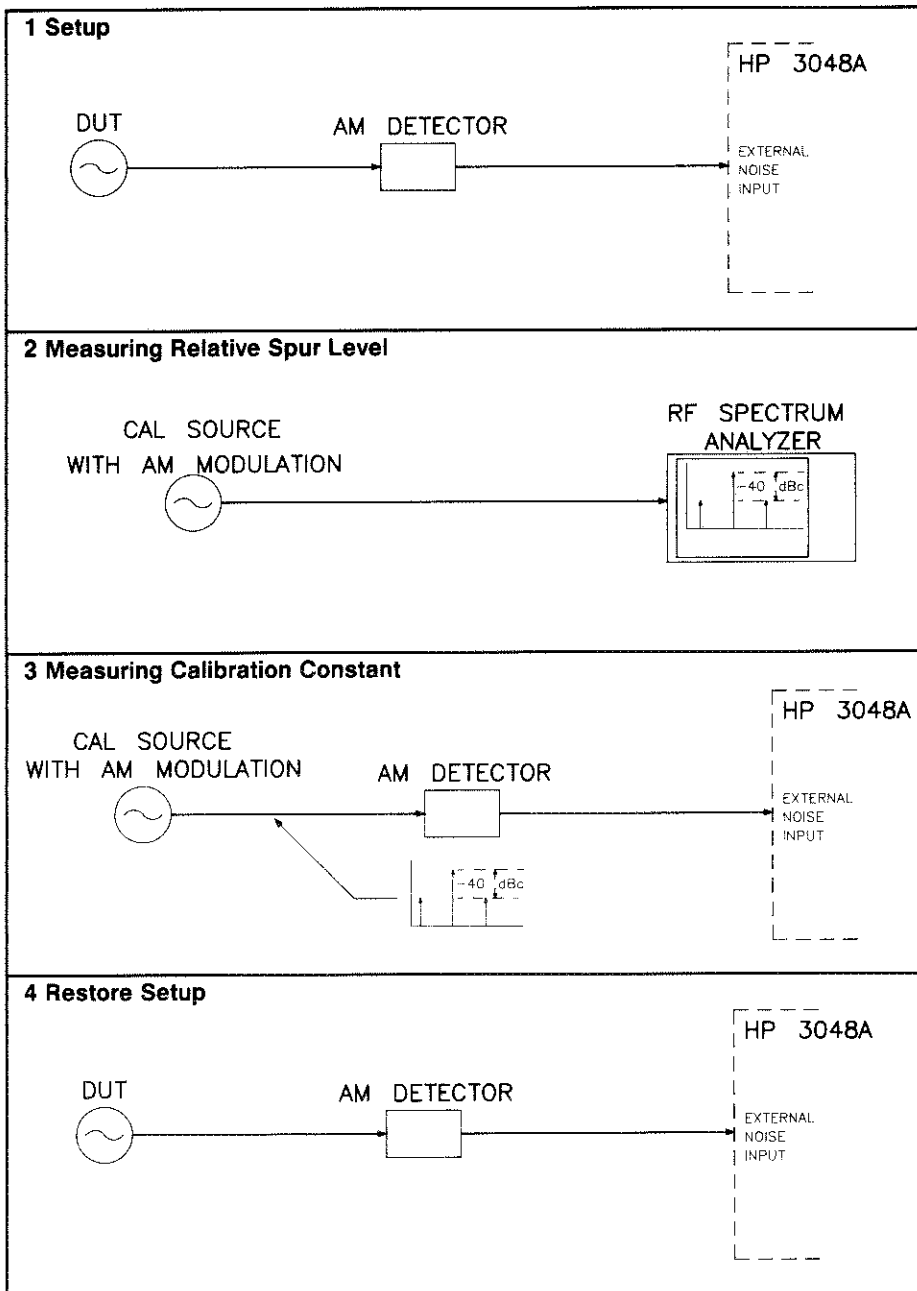 1 Setup
HP 3048A
DUT
AM DETECTOR
EXTERNAL
NOISE
INPUT
2 Measuring Relative Spur Level
CAL SOURCE
WITH AM MODULATION
RF SPECTRUM
ANALYZER
-40 dBc
3 Measuring Calibration Constant
HP 3048A
CAL SOURCE
WITH AM MODULATION
AM DETECTOR
EXTERNAL
NOISE
INPUT
-40 dBc
4 Restore Setup
HP 3048A
DUT
AM DETECTOR
EXTERNAL
NOISE
INPUT